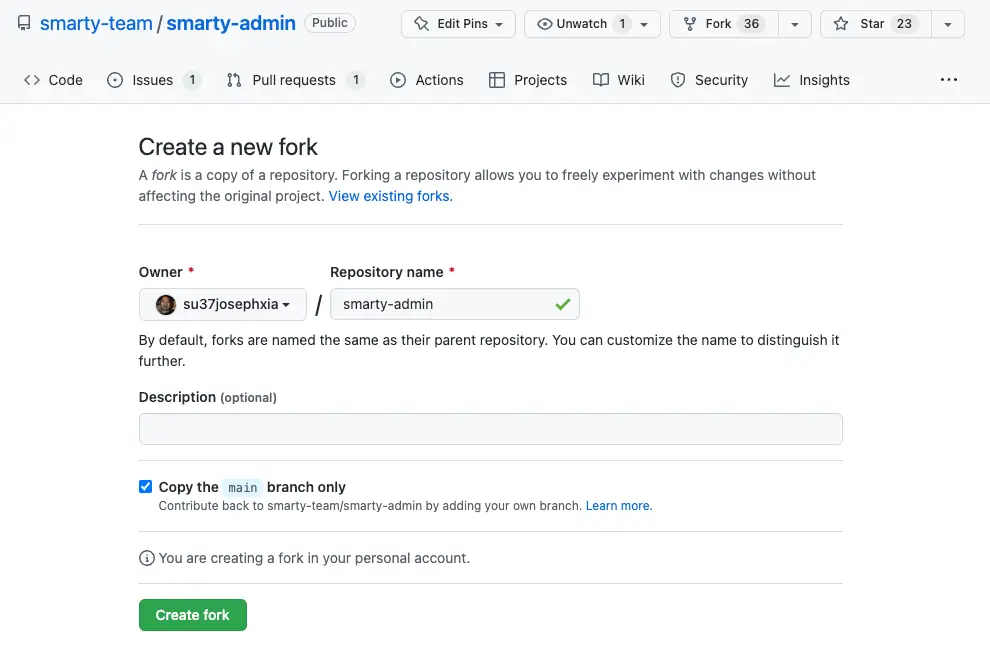 smarty-team / smarty-admin Public Edit Pins Unwatch 1 Fork 36 Star 23
Code Issues 1 Pull requests 1 Actions Projects Wiki Security Insights ...
Create a new fork
A fork is a copy of a repository. Forking a repository allows you to freely experiment with changes without
affecting the original project. View existing forks.
Owner * Repository name *
su37josephxia / smarty-admin
By default, forks are named the same as their parent repository. You can customize the name to distinguish it
further.
Description (optional)
Copy the main branch only
Contribute back to smarty-team/smarty-admin by adding your own branch. Learn more.
You are creating a fork in your personal account.
Create fork